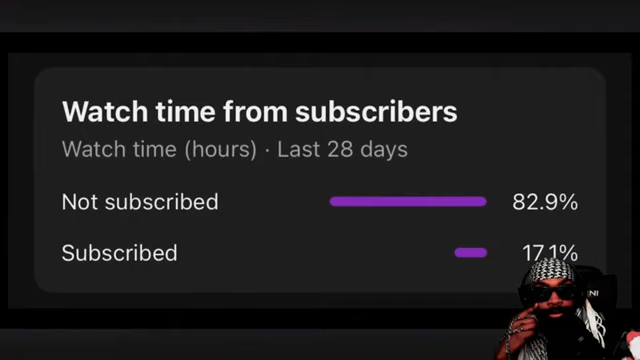 Watch time from subscribers
Watch time (hours) · Last 28 days
Not subscribed 82.9%
Subscribed 17.1%